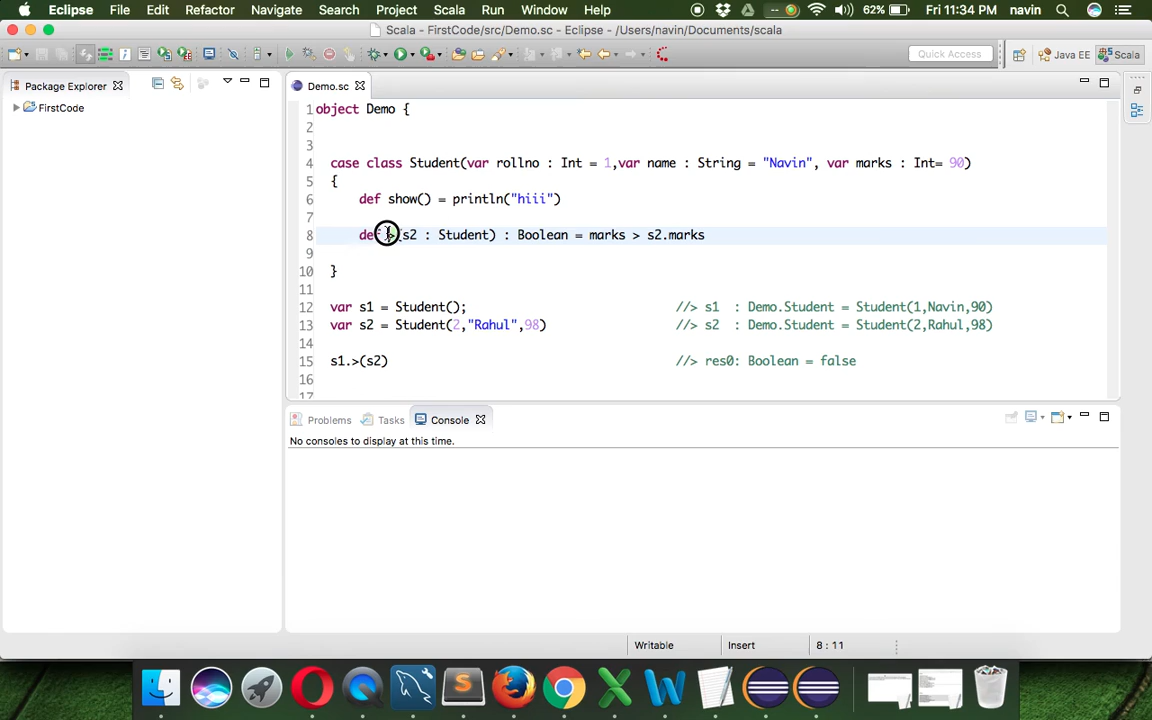 Eclipse File Edit Refactor Navigate Search Project Scala Run Window Help 62% Fri 11:34 PM navin
Scala - FirstCode/src/Demo.sc - Eclipse - /Users/navin/Documents/scala
Quick Access Java EE Scala
Package Explorer
FirstCode
Demo.sc
1 object Demo {
2
3
4 case class Student(var rollno : Int = 1,var name : String = "Navin", var marks : Int= 90)
5 {
6 def show() = println("hiii")
7
8 def >(s2 : Student) : Boolean = marks > s2.marks
9
10 }
11
12 var s1 = Student(); //> s1 : Demo.Student = Student(1,Navin,90)
13 var s2 = Student(2,"Rahul",98) //> s2 : Demo.Student = Student(2,Rahul,98)
14
15 s1.>(s2) //> res0: Boolean = false
16
17
Problems Tasks Console
No consoles to display at this time.
Writable Insert 8 : 11